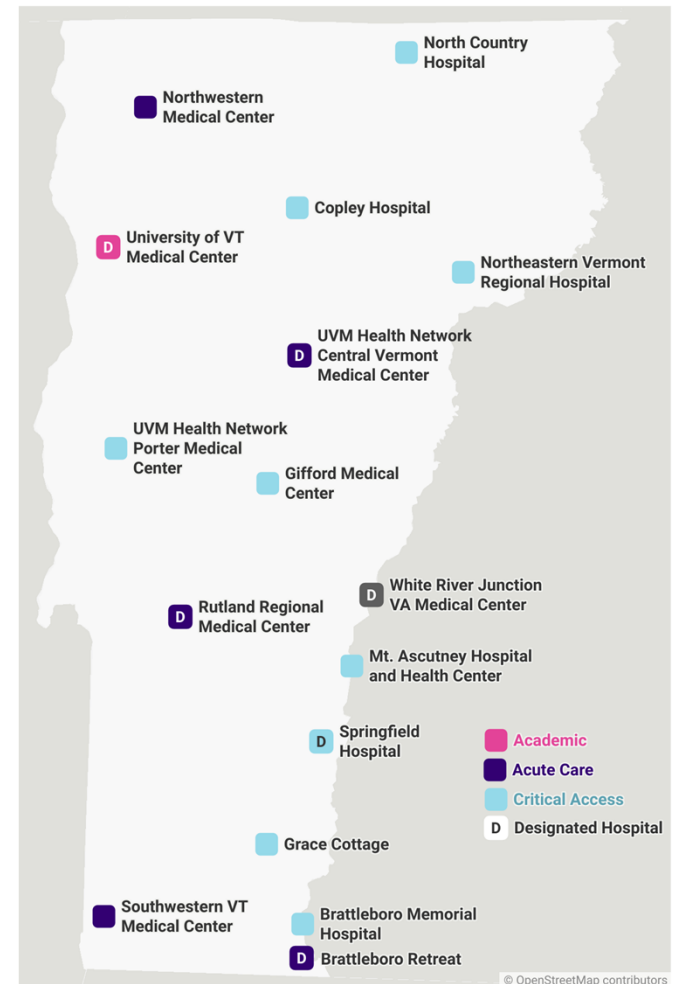 North Country
Hospital
Northwestern
Medical Center
Copley Hospital
D
University of VT
Medical Center
Northeastern Vermont
Regional Hospital
D
UVM Health Network
Central Vermont
Medical Center
UVM Health Network
Porter Medical
Center
Gifford Medical
Center
D
White River Junction
VA Medical Center
D
Rutland Regional
Medical Center
Mt. Ascutney Hospital
and Health Center
D
Springfield
Hospital
Academic
Acute Care
Critical Access
D Designated Hospital
Grace Cottage
Southwestern VT
Medical Center
Brattleboro Memorial
Hospital
D Brattleboro Retreat
© OpenStreetMap contributors